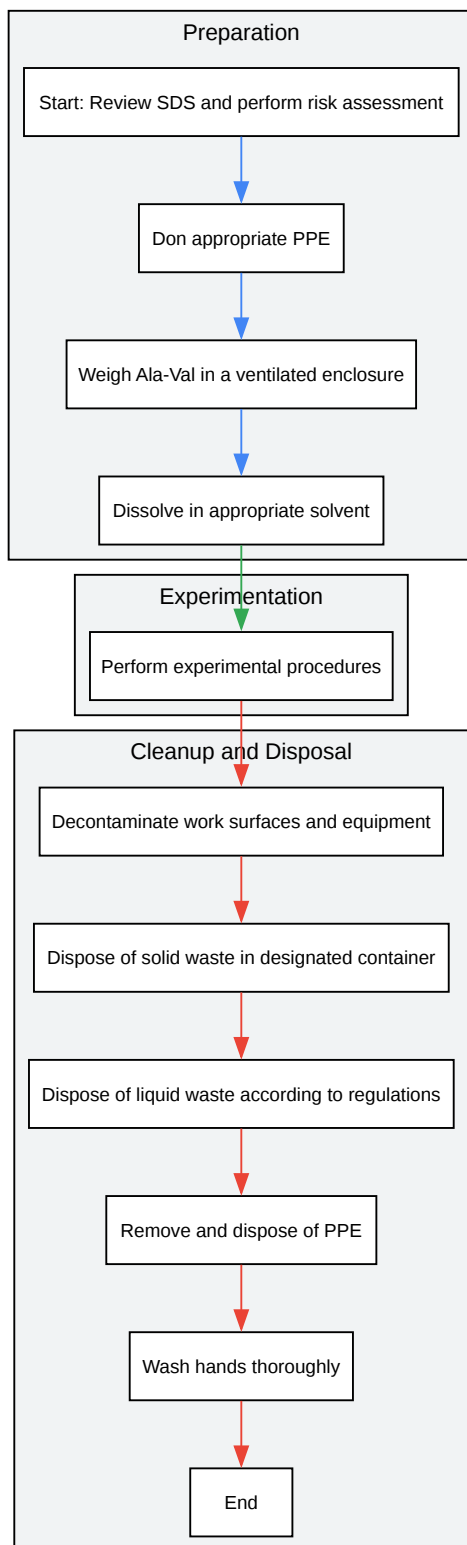 Preparation
Start: Review SDS and perform risk assessment
Don appropriate PPE
Weigh Ala-Val in a ventilated enclosure
Dissolve in appropriate solvent
Experimentation
Perform experimental procedures
Cleanup and Disposal
Decontaminate work surfaces and equipment
Dispose of solid waste in designated container
Dispose of liquid waste according to regulations
Remove and dispose of PPE
Wash hands thoroughly
End